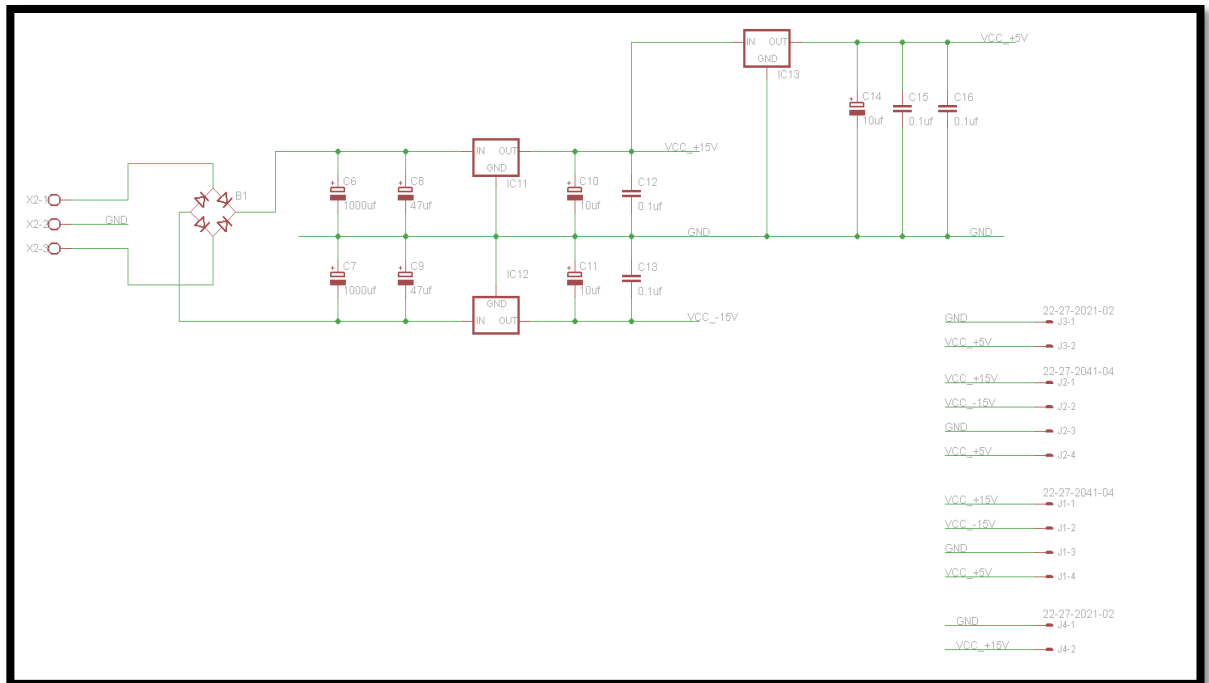 VCC_+5V
IN OUT
GND
IC13
C14
10uf
C15
0.1uf
C16
0.1uf
VCC_+15V
IN OUT
GND
IC11
C6
1000uf
C8
47uf
C10
10uf
C12
0.1uf
B1
X2-1
X2-2
GND
X2-3
GND
GND
C7
1000uf
C9
47uf
IC12
GND
IN OUT
C11
10uf
C13
0.1uf
VCC_-15V
22-27-2021-02
GND J3-1
VCC_+5V J3-2
22-27-2041-04
VCC_+15V J2-1
VCC_-15V J2-2
GND J2-3
VCC_+5V J2-4
22-27-2041-04
VCC_+15V J1-1
VCC_-15V J1-2
GND J1-3
VCC_+5V J1-4
22-27-2021-02
GND J4-1
VCC_+15V J4-2